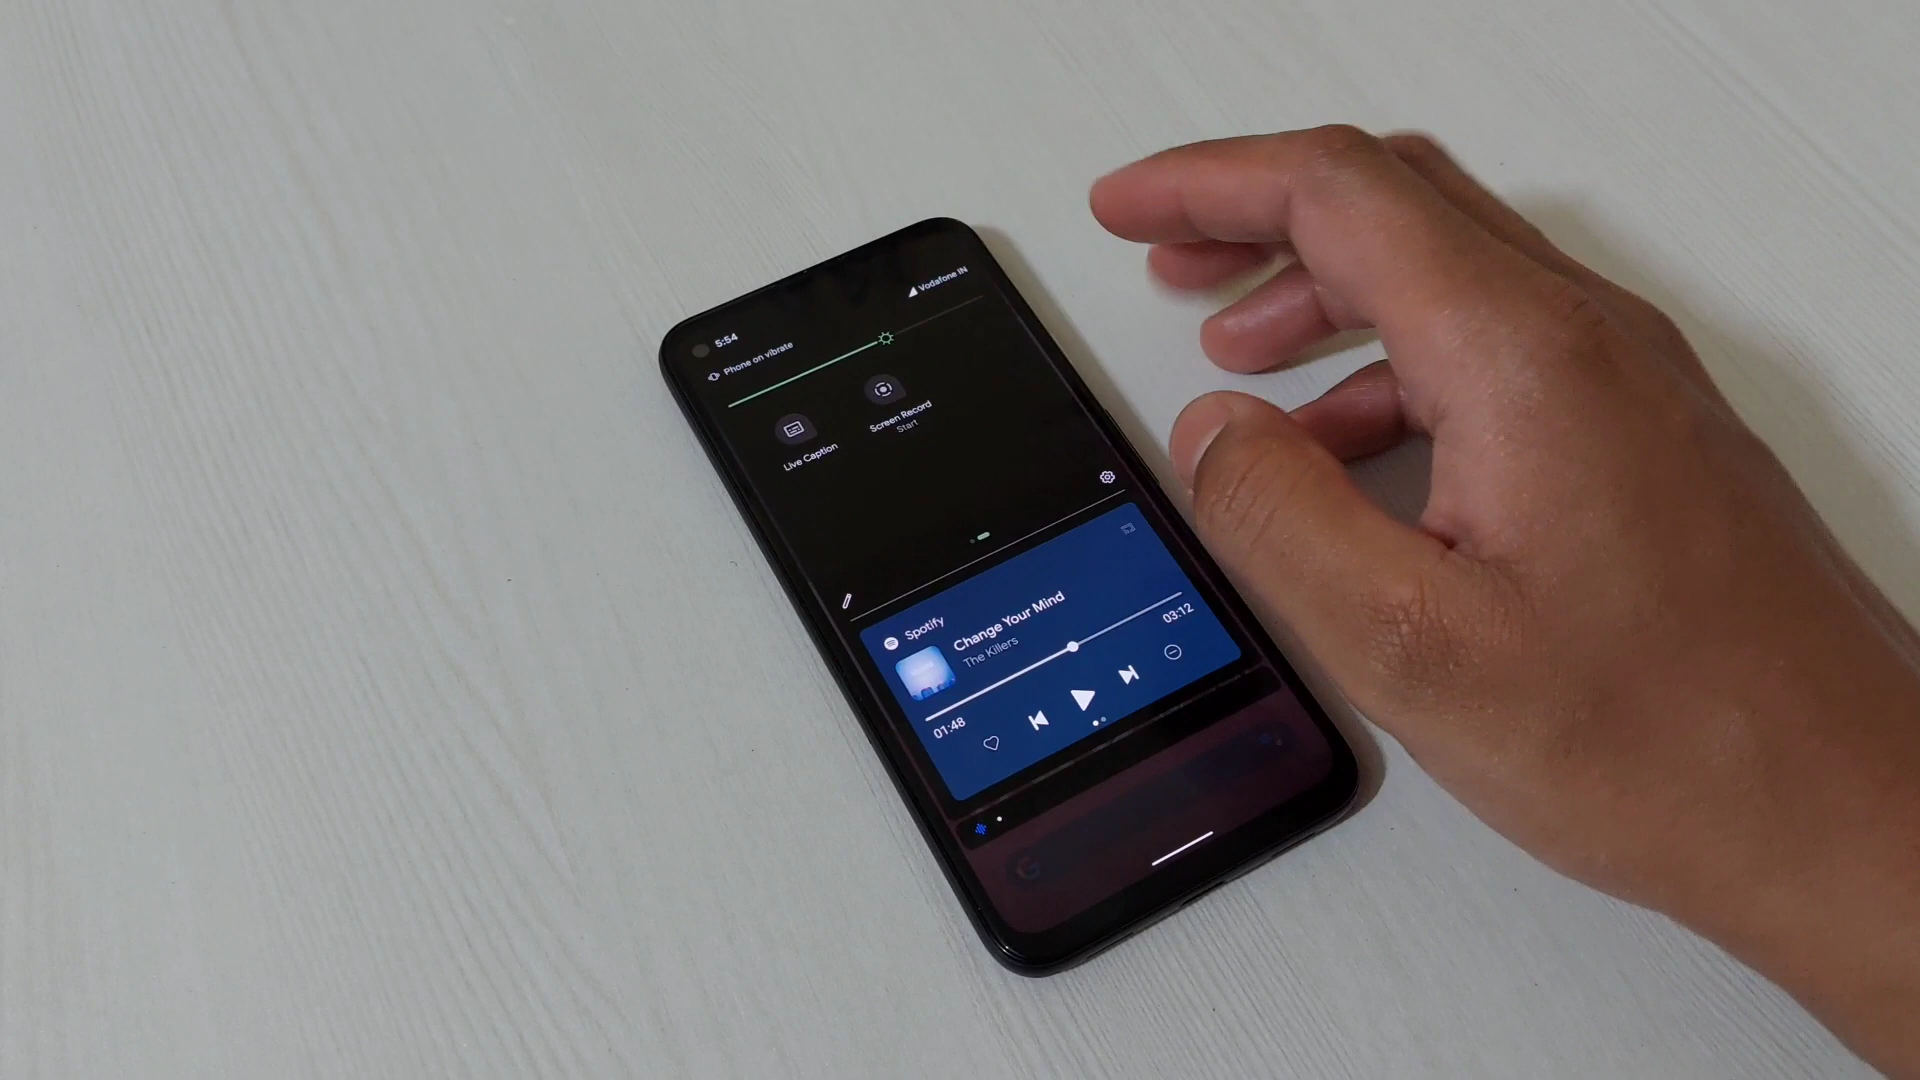 Vodafone IN
5:54
Phone on vibrate
Live Caption
Screen Record
Start
Spotify
Change Your Mind
The Killers
01:48
03:12
G